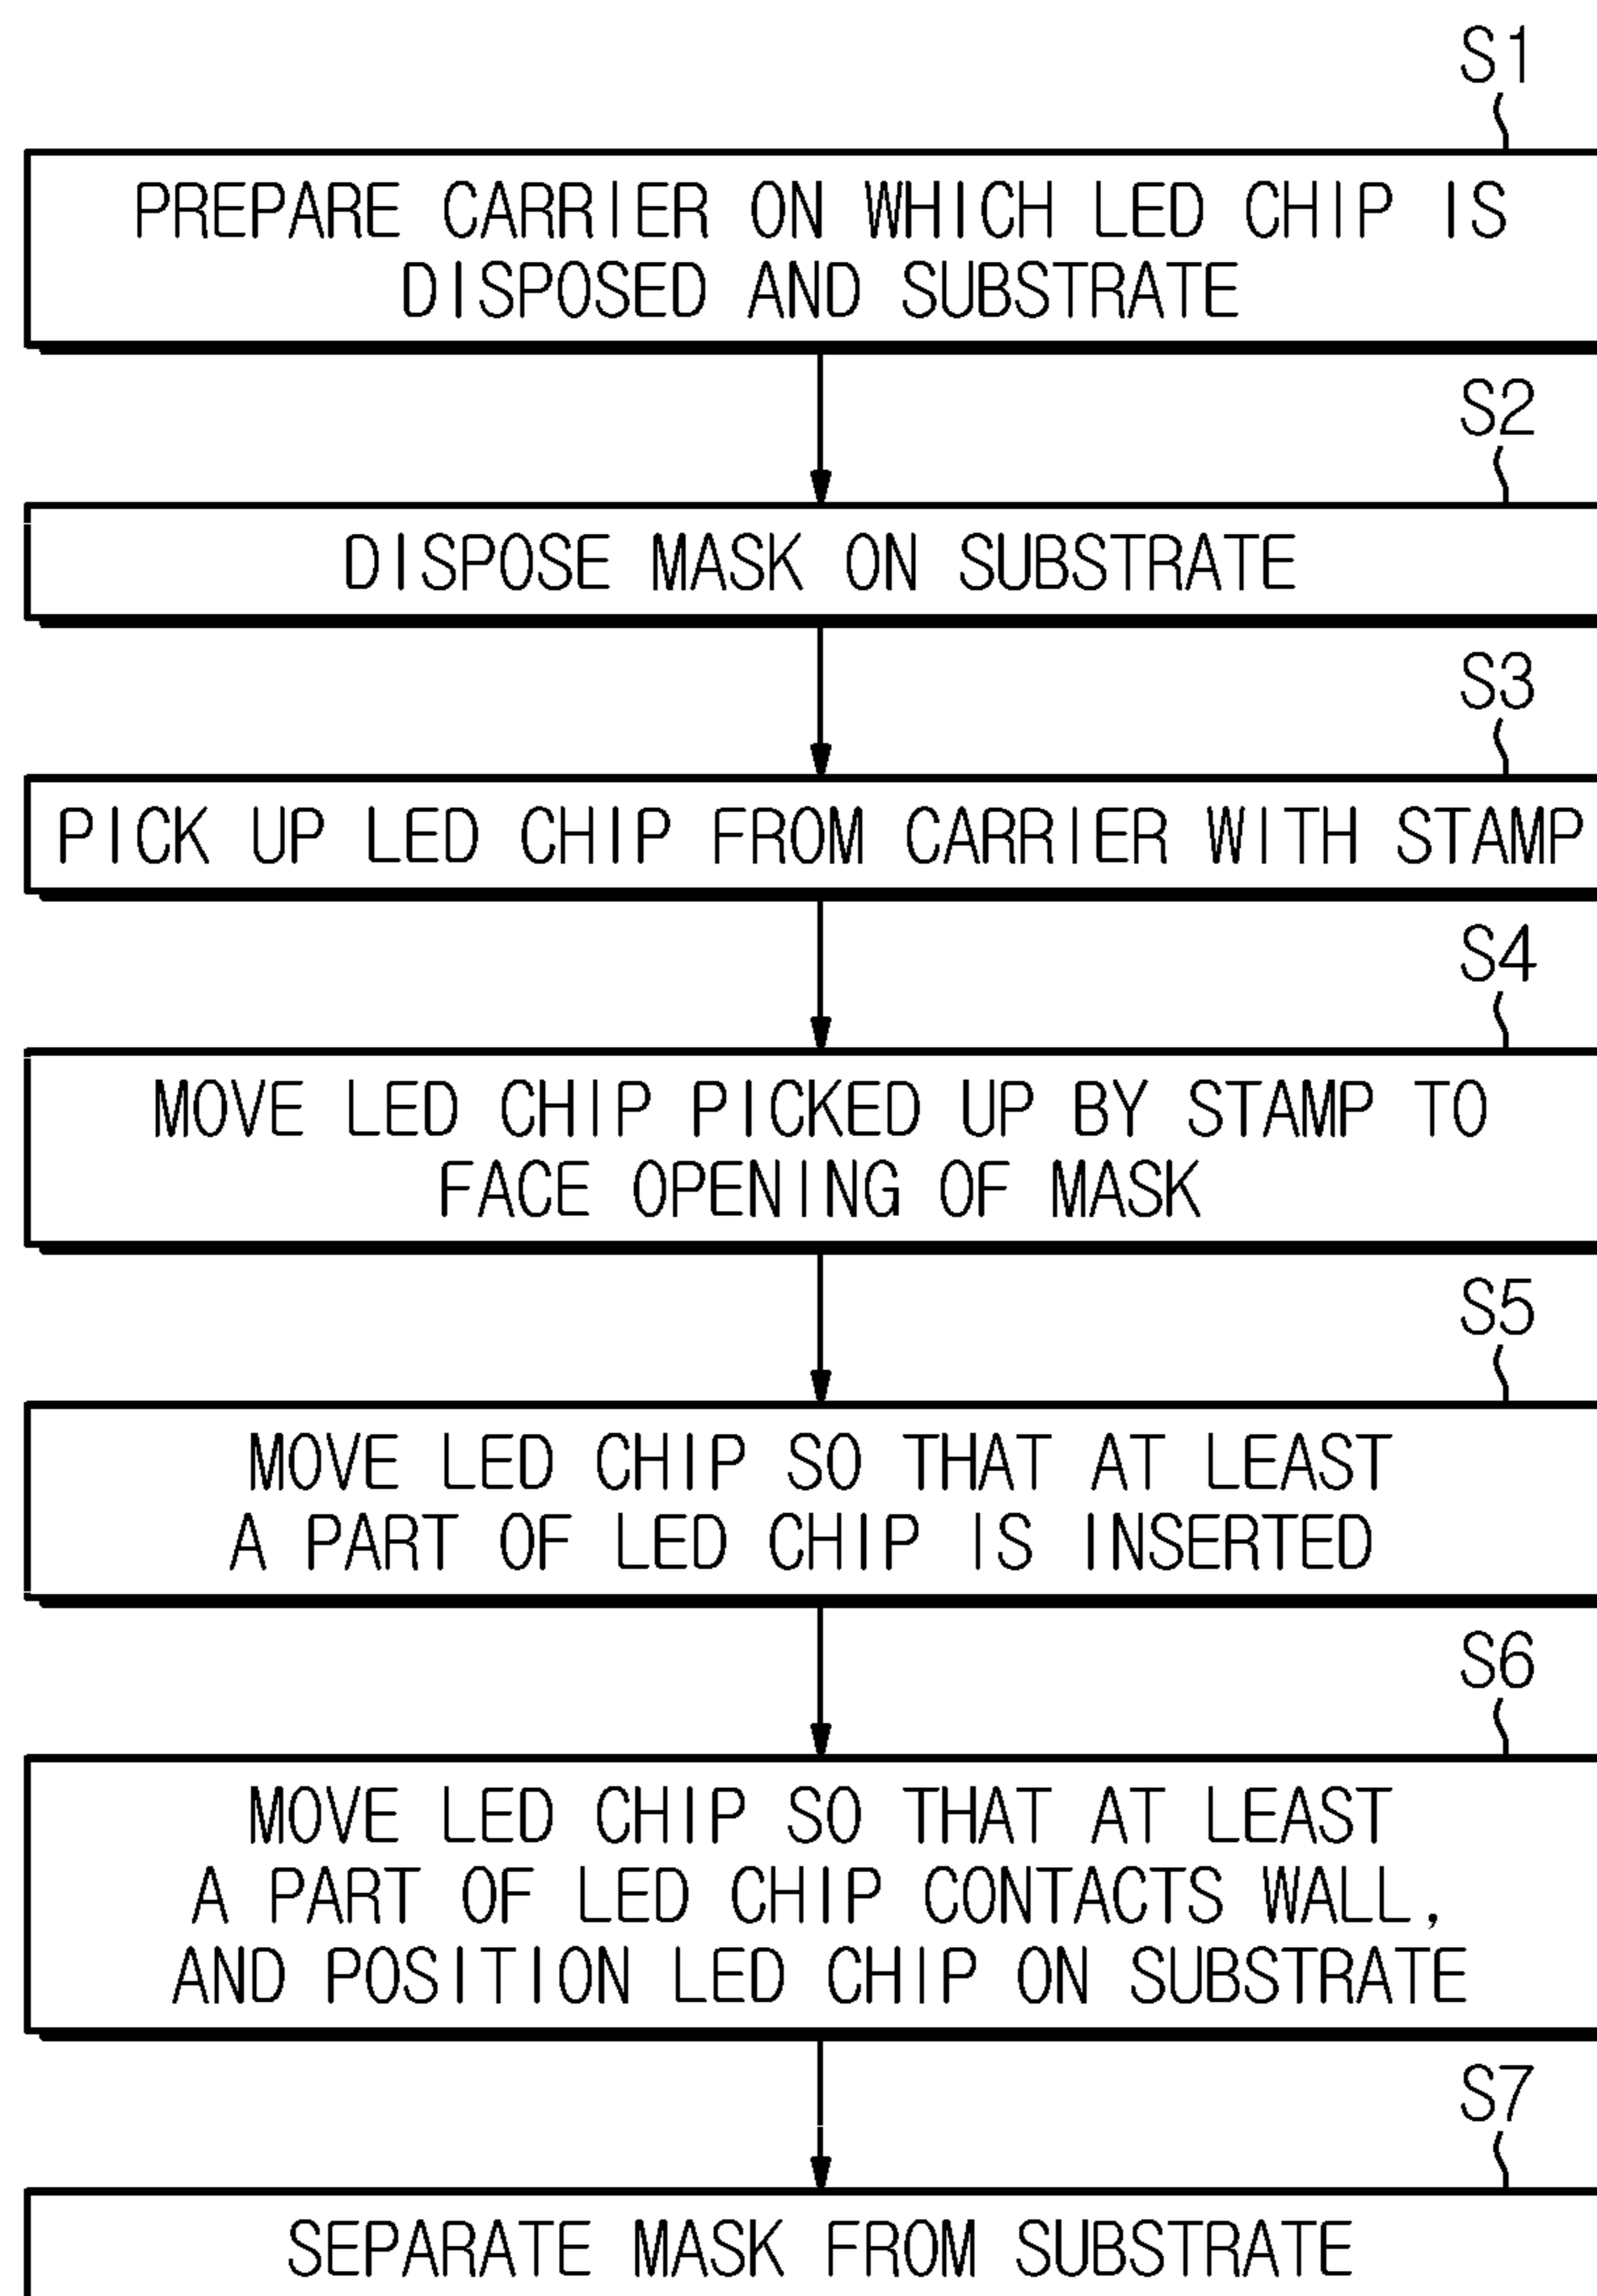 S1
PREPARE CARRIER ON WHICH LED CHIP IS
DISPOSED AND SUBSTRATE
S2
DISPOSE MASK ON SUBSTRATE
S3
PICK UP LED CHIP FROM CARRIER WITH STAMP
S4
MOVE LED CHIP PICKED UP BY STAMP TO
FACE OPENING OF MASK
S5
MOVE LED CHIP SO THAT AT LEAST
A PART OF LED CHIP IS INSERTED
S6
MOVE LED CHIP SO THAT AT LEAST
A PART OF LED CHIP CONTACTS WALL,
AND POSITION LED CHIP ON SUBSTRATE
S7
SEPARATE MASK FROM SUBSTRATE